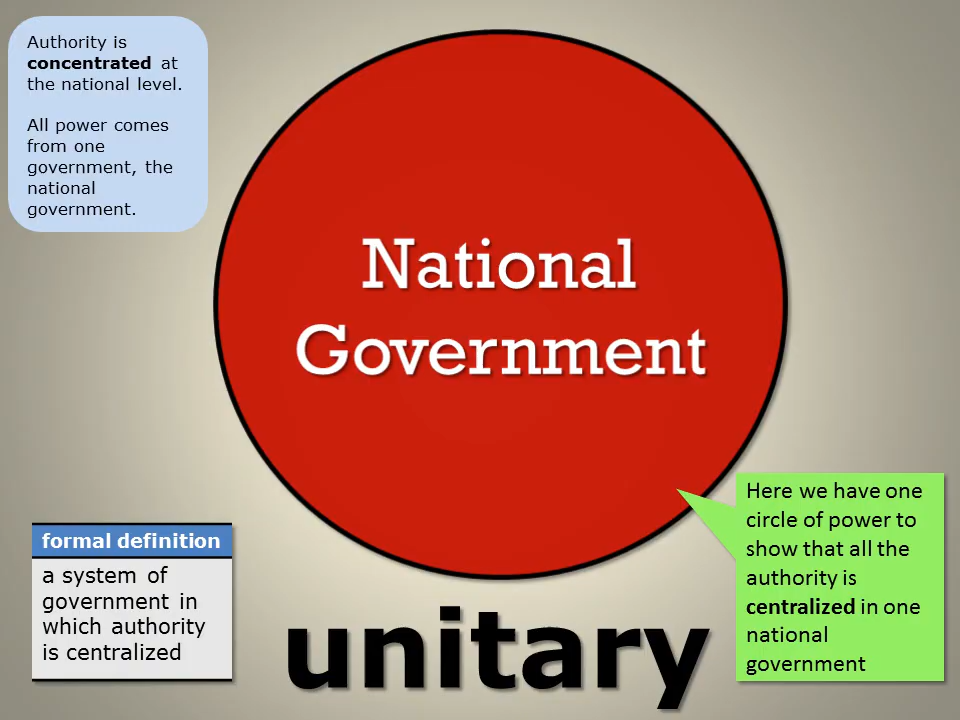 Authority is
concentrated at
the national level.
All power comes
from one
government, the
national
government.
National
Government
formal definition
a system of
government in
which authority
is centralized
unitary
Here we have one
circle of power to
show that all the
authority is
centralized in one
national
government